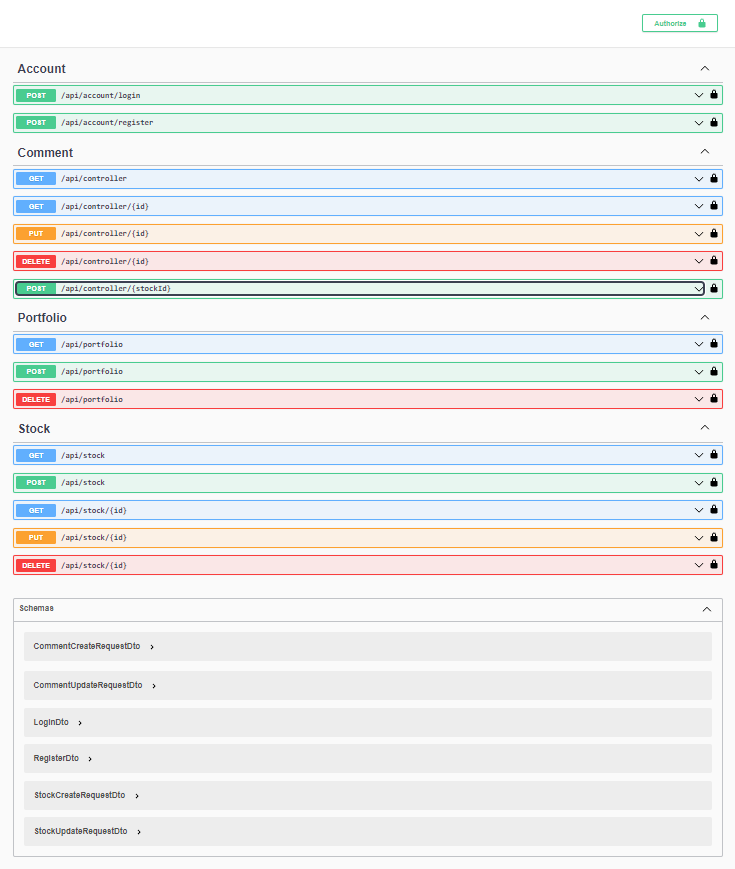 Authorize
Account
POST /api/account/login
POST /api/account/register
Comment
GET /api/controller
GET /api/controller/{id}
PUT /api/controller/{id}
DELETE /api/controller/{id}
POST /api/controller/{stockId}
Portfolio
GET /api/portfolio
POST /api/portfolio
DELETE /api/portfolio
Stock
GET /api/stock
POST /api/stock
GET /api/stock/{id}
PUT /api/stock/{id}
DELETE /api/stock/{id}
Schemas
CommentCreateRequestDto
CommentUpdateRequestDto
LoginDto
RegisterDto
StockCreateRequestDto
StockUpdateRequestDto